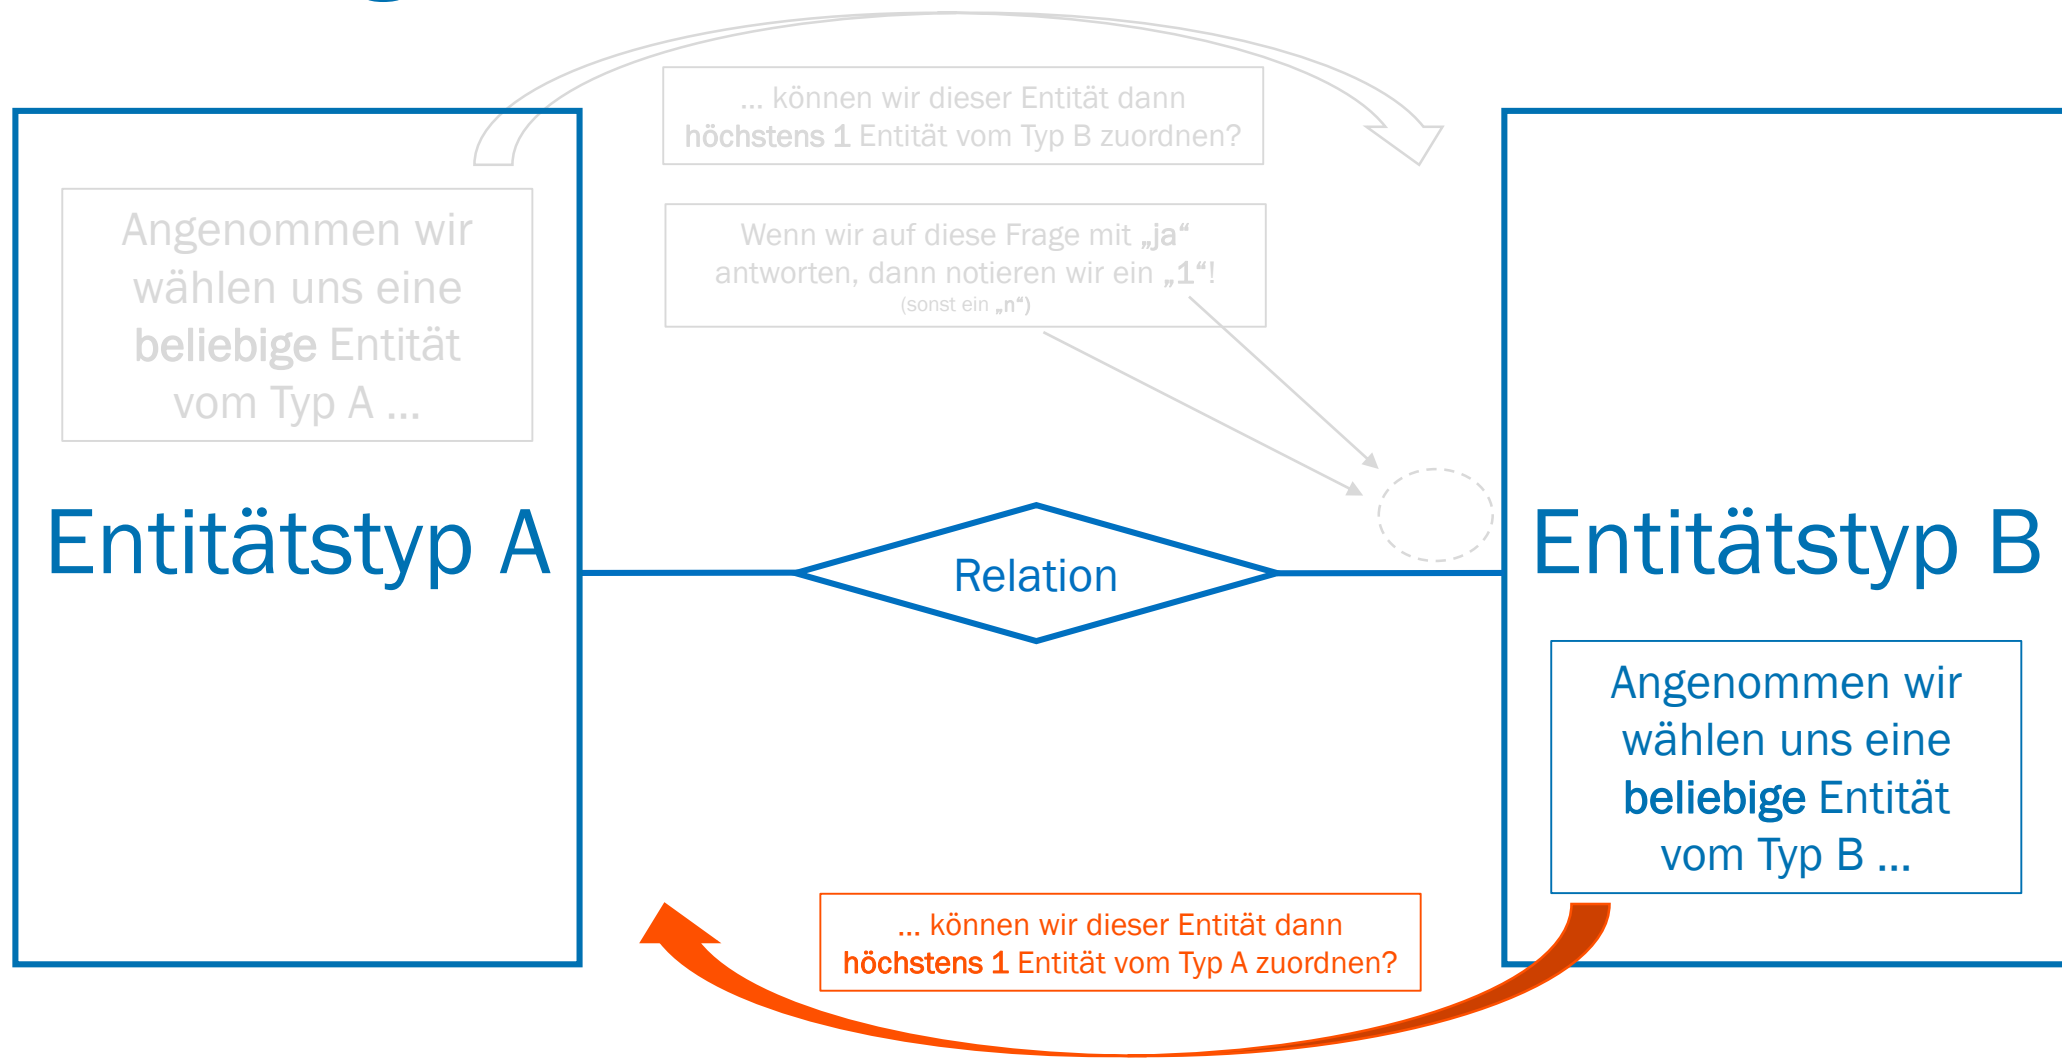 ... können wir dieser Entität dann
höchstens 1 Entität vom Typ B zuordnen?
Angenommen wir
wählen uns eine
beliebige Entität
vom Typ A ...
Wenn wir auf diese Frage mit „ja“
antworten, dann notieren wir ein „1“!
(sonst ein „n“)
Entitätstyp A
Relation
Entitätstyp B
Angenommen wir
wählen uns eine
beliebige Entität
vom Typ B ...
... können wir dieser Entität dann
höchstens 1 Entität vom Typ A zuordnen?